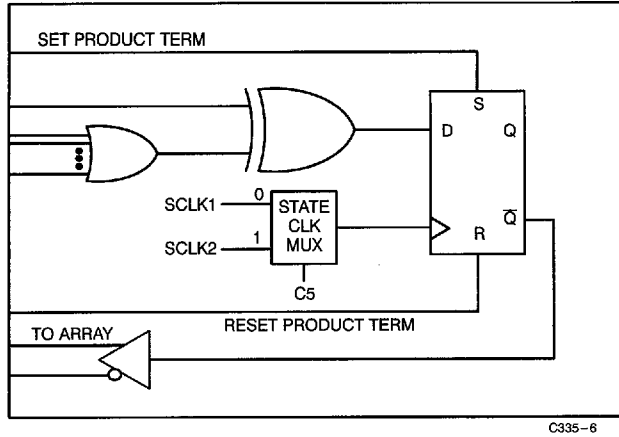 SET PRODUCT TERM
S
D
Q
SCLK1
0
STATE
CLK
MUX
SCLK2
1
R
Q̅
C5
RESET PRODUCT TERM
TO ARRAY
C335-6